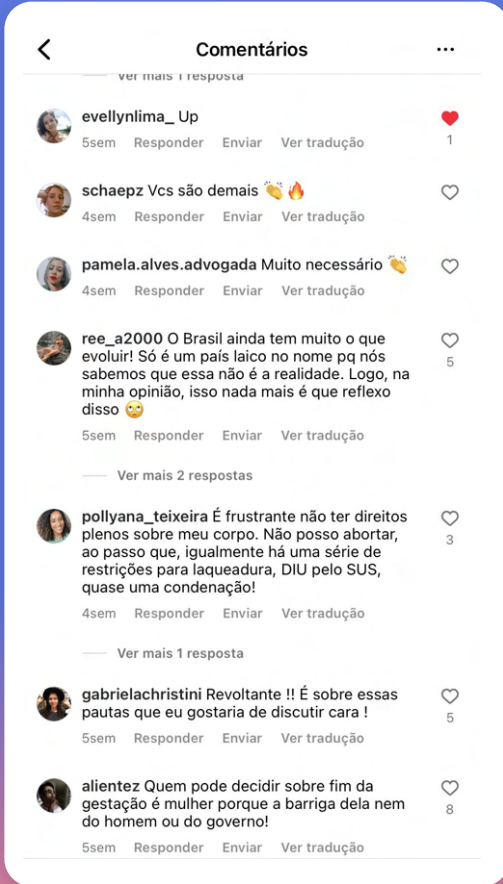 Comentários
Ver mais 1 resposta
evellynlima_ Up
1
5sem Responder Enviar Ver tradução
schaepz Vcs são demais 👏🔥
4sem Responder Enviar Ver tradução
pamela.alves.advogada Muito necessário 👏
4sem Responder Enviar Ver tradução
ree_a2000 O Brasil ainda tem muito o que
evoluir! Só é um país laico no nome pq nós
5
sabemos que essa não é a realidade. Logo, na
minha opinião, isso nada mais é que reflexo
disso 🙄
5sem Responder Enviar Ver tradução
Ver mais 2 respostas
pollyana_teixeira É frustrante não ter direitos
plenos sobre meu corpo. Não posso abortar,
3
ao passo que, igualmente há uma série de
restrições para laqueadura, DIU pelo SUS,
quase uma condenação!
4sem Responder Enviar Ver tradução
Ver mais 1 resposta
gabrielachristini Revoltante !! É sobre essas
pautas que eu gostaria de discutir cara !
5
5sem Responder Enviar Ver tradução
alientez Quem pode decidir sobre fim da
gestação é mulher porque a barriga dela nem
8
do homem ou do governo!
5sem Responder Enviar Ver tradução